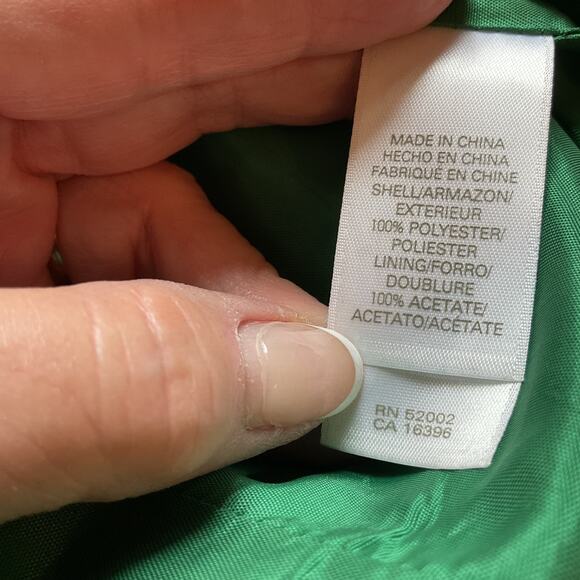 MADE IN CHINA
HECHO EN CHINA
FABRIQUÉ EN CHINE
SHELL/ARMAZON/
EXTERIEUR
100% POLYESTER/
POLIESTER
LINING/FORRO/
DOUBLURE
100% ACETATE/
ACETATO/ACÉTATE
RN 52002
CA 16396